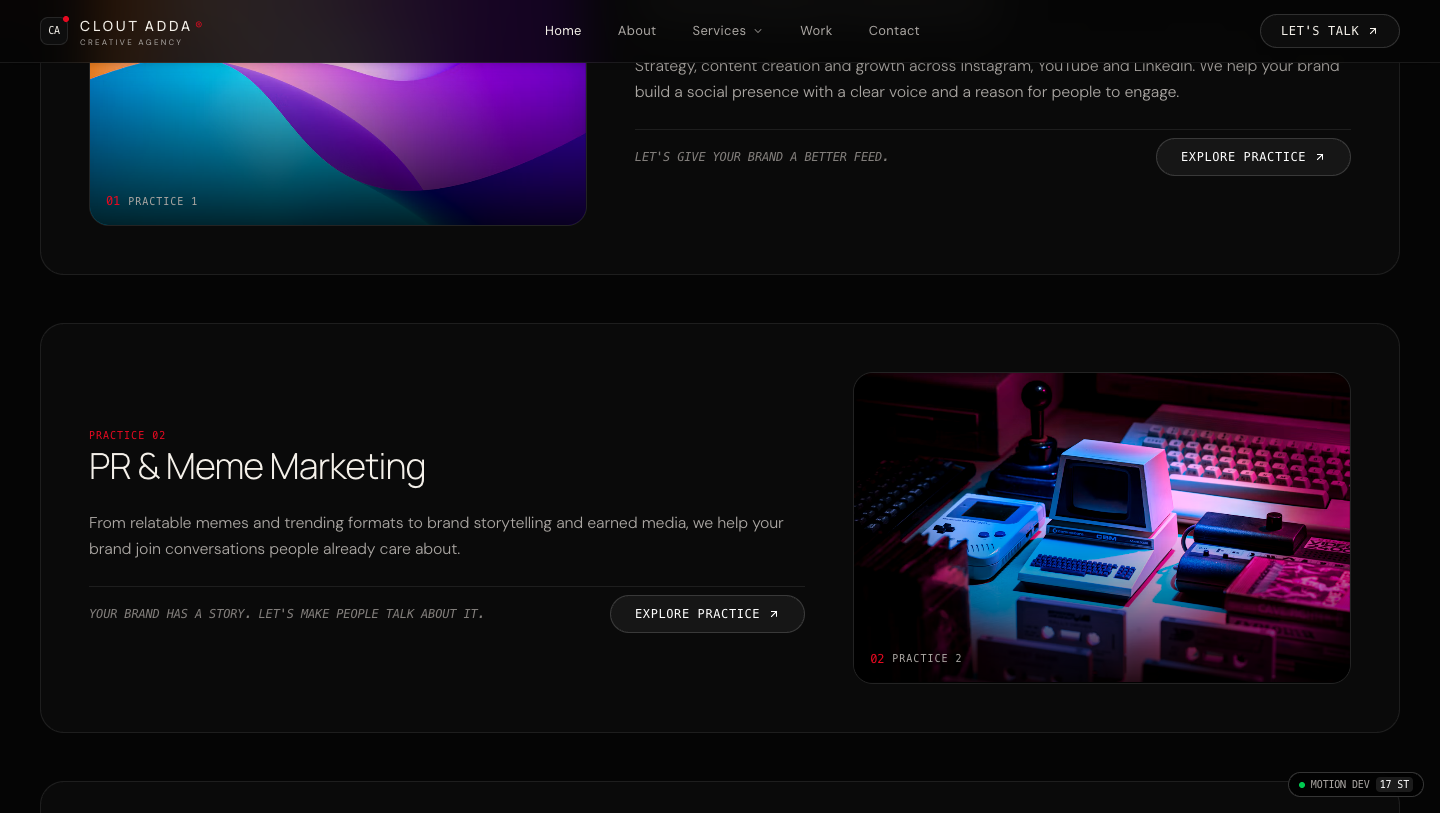 CA
CLOUT ADDA
CREATIVE AGENCY
Home
About
Services
Work
Contact
LET'S TALK
Strategy, content creation and growth across Instagram, YouTube and LinkedIn. We help your brand
build a social presence with a clear voice and a reason for people to engage.
LET'S GIVE YOUR BRAND A BETTER FEED.
EXPLORE PRACTICE
01 PRACTICE 1
PRACTICE 02
PR & Meme Marketing
From relatable memes and trending formats to brand storytelling and earned media, we help your
brand join conversations people already care about.
YOUR BRAND HAS A STORY. LET'S MAKE PEOPLE TALK ABOUT IT.
EXPLORE PRACTICE
CBM
02 PRACTICE 2
MOTION DEV 17 ST